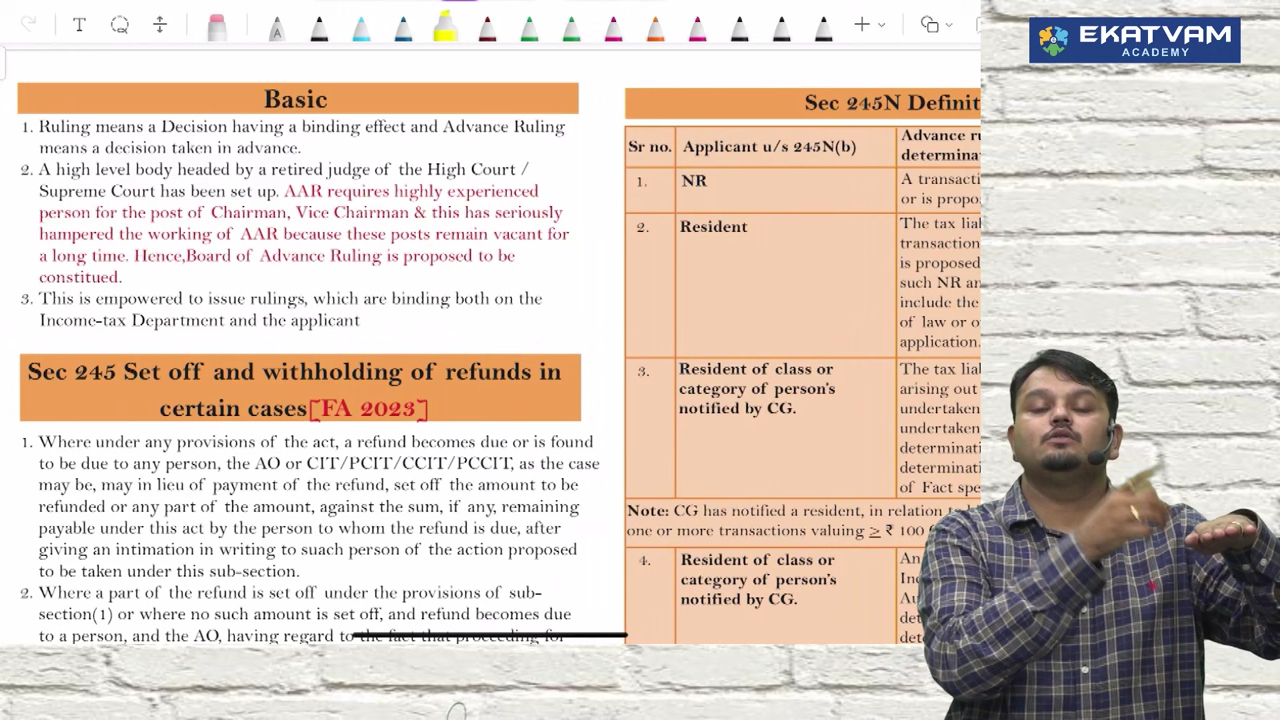 EKATVAM
ACADEMY
Basic
1. Ruling means a Decision having a binding effect and Advance Ruling
means a decision taken in advance.
2. A high level body headed by a retired judge of the High Court /
Supreme Court has been set up. AAR requires highly experienced
person for the post of Chairman, Vice Chairman & this has seriously
hampered the working of AAR because these posts remain vacant for
a long time. Hence,Board of Advance Ruling is proposed to be
constitued.
3. This is empowered to issue rulings, which are binding both on the
Income-tax Department and the applicant
Sec 245 Set off and withholding of refunds in
certain cases[FA 2023]
1. Where under any provisions of the act, a refund becomes due or is found
to be due to any person, the AO or CIT/PCIT/CCIT/PCCIT, as the case
may be, may in lieu of payment of the refund, set off the amount to be
refunded or any part of the amount, against the sum, if any, remaining
payable under this act by the person to whom the refund is due, after
giving an intimation in writing to suach person of the action proposed
to be taken under this sub-section.
2. Where a part of the refund is set off under the provisions of sub-
section(1) or where no such amount is set off, and refund becomes due
to a person, and the AO, having regard to the fact that proceeding for
Sec 245N Definit
Sr no.
Applicant u/s 245N(b)
Advance ru
determinat
1.
NR
A transacti
or is propo
2.
Resident
The tax lial
transaction
is proposed
such NR an
include the
of law or o
application.
3.
Resident of class or
category of person's
notified by CG.
The tax lial
arising out
undertaken
undertaken
determinati
determinati
of Fact spe
Note: CG has notified a resident, in relation to
one or more transactions valuing ≥ ₹ 100
4.
Resident of class or
category of person's
notified by CG.
An
Inc
Au
dete
dete